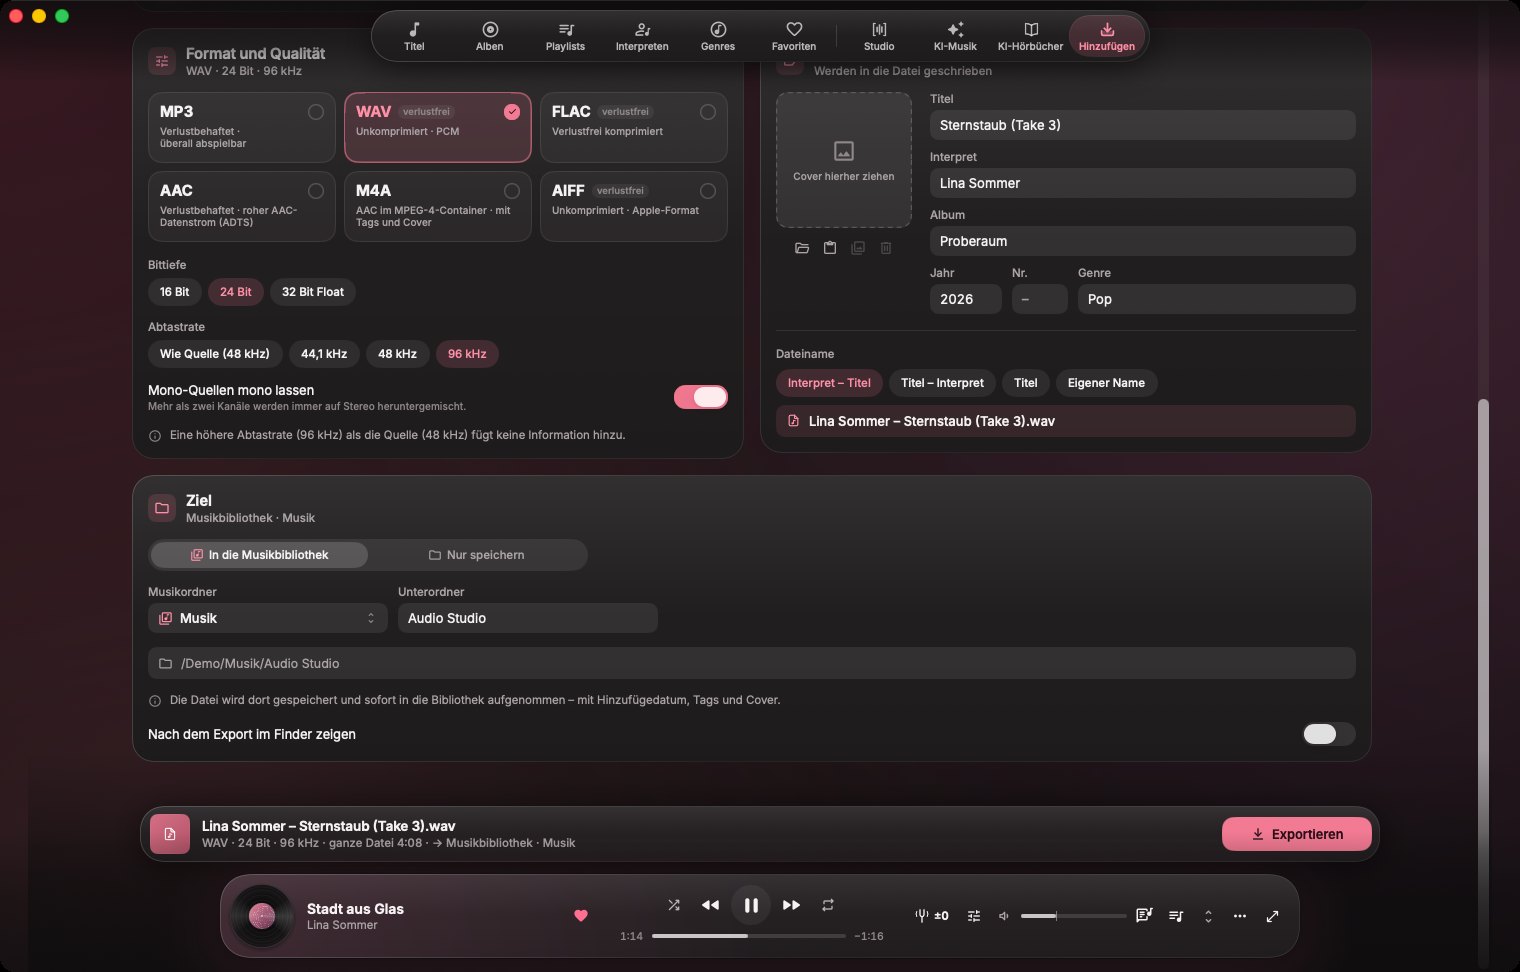 Titel
Alben
Playlists
Interpreten
Genres
Favoriten
Studio
KI-Musik
KI-Hörbücher
Hinzufügen
Format und Qualität
WAV · 24 Bit · 96 kHz
MP3
Verlustbehaftet ·
überall abspielbar
WAV verlustfrei
Unkomprimiert · PCM
FLAC verlustfrei
Verlustfrei komprimiert
AAC
Verlustbehaftet · roher AAC-
Datenstrom (ADTS)
M4A
AAC im MPEG-4-Container · mit
Tags und Cover
AIFF verlustfrei
Unkomprimiert · Apple-Format
Bittiefe
16 Bit
24 Bit
32 Bit Float
Abtastrate
Wie Quelle (48 kHz)
44,1 kHz
48 kHz
96 kHz
Mono-Quellen mono lassen
Mehr als zwei Kanäle werden immer auf Stereo heruntergemischt.
Eine höhere Abtastrate (96 kHz) als die Quelle (48 kHz) fügt keine Information hinzu.
Werden in die Datei geschrieben
Cover hierher ziehen
Titel
Sternstaub (Take 3)
Interpret
Lina Sommer
Album
Proberaum
Jahr
Nr.
Genre
2026
–
Pop
Dateiname
Interpret – Titel
Titel – Interpret
Titel
Eigener Name
Lina Sommer – Sternstaub (Take 3).wav
Ziel
Musikbibliothek · Musik
In die Musikbibliothek
Nur speichern
Musikordner
Unterordner
Musik
Audio Studio
/Demo/Musik/Audio Studio
Die Datei wird dort gespeichert und sofort in die Bibliothek aufgenommen – mit Hinzufügedatum, Tags und Cover.
Nach dem Export im Finder zeigen
Lina Sommer – Sternstaub (Take 3).wav
WAV · 24 Bit · 96 kHz · ganze Datei 4:08 · → Musikbibliothek · Musik
Exportieren
Stadt aus Glas
Lina Sommer
1:14
−1:16
±0